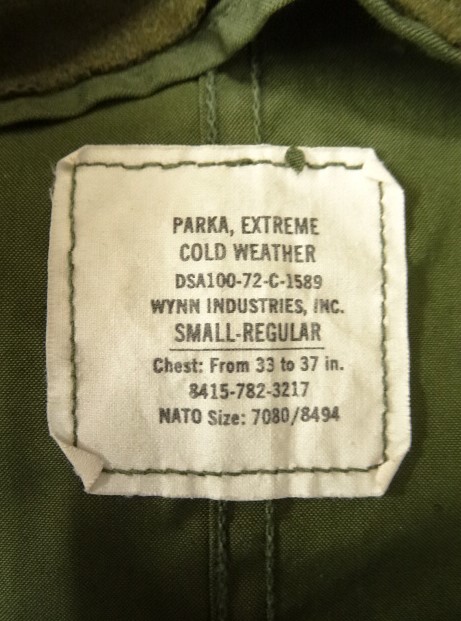 PARKA, EXTREME
COLD WEATHER
DSA100-72-C-1589
WYNN INDUSTRIES, INC.
SMALL-REGULAR
Chest: From 33 to 37 in.
8415-782-3217
NATO Size: 7080/8494